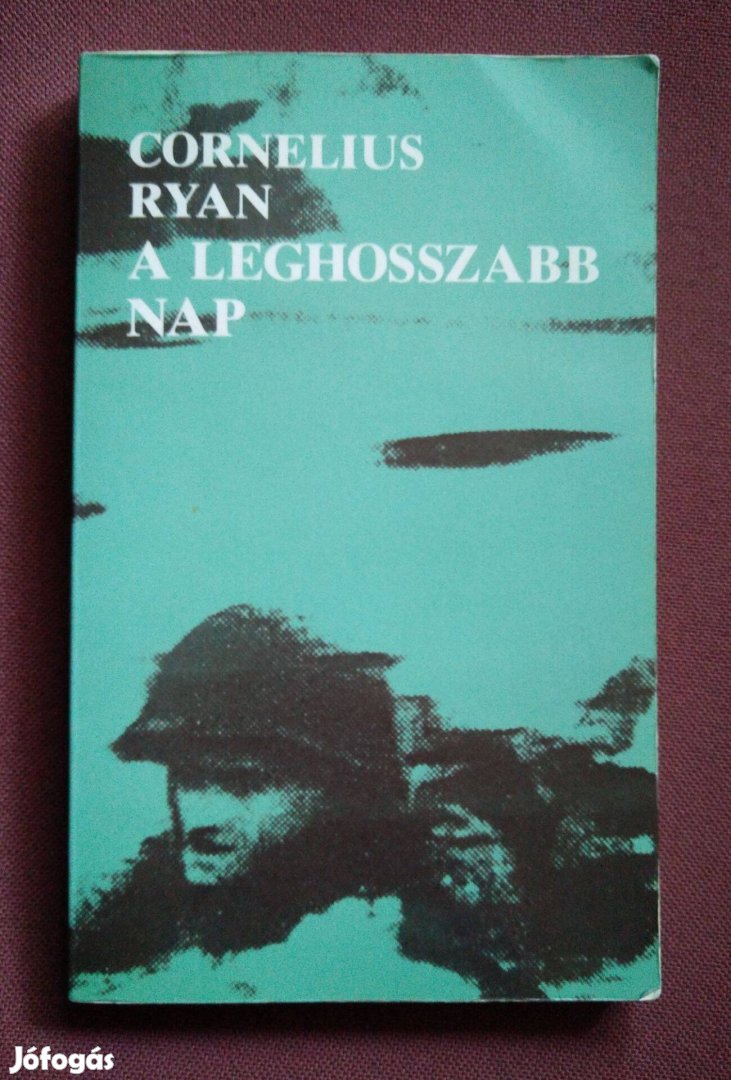 CORNELIUS
RYAN
A LEGHOSSZABB
NAP
Jófogás